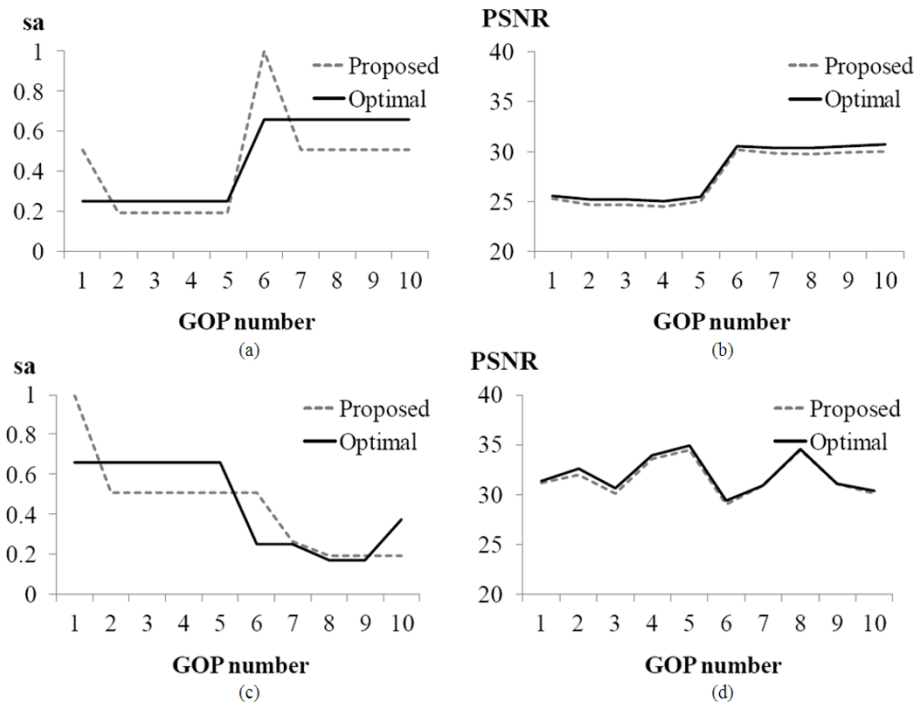 sa
1
0.8
0.6
0.4
0.2
0
Proposed
Optimal
1 2 3 4 5 6 7 8 9 10
GOP number
(a)
PSNR
40
35
30
25
20
Proposed
Optimal
1 2 3 4 5 6 7 8 9 10
GOP number
(b)
sa
1
0.8
0.6
0.4
0.2
0
Proposed
Optimal
1 2 3 4 5 6 7 8 9 10
GOP number
(c)
PSNR
40
35
30
25
20
Proposed
Optimal
1 2 3 4 5 6 7 8 9 10
GOP number
(d)